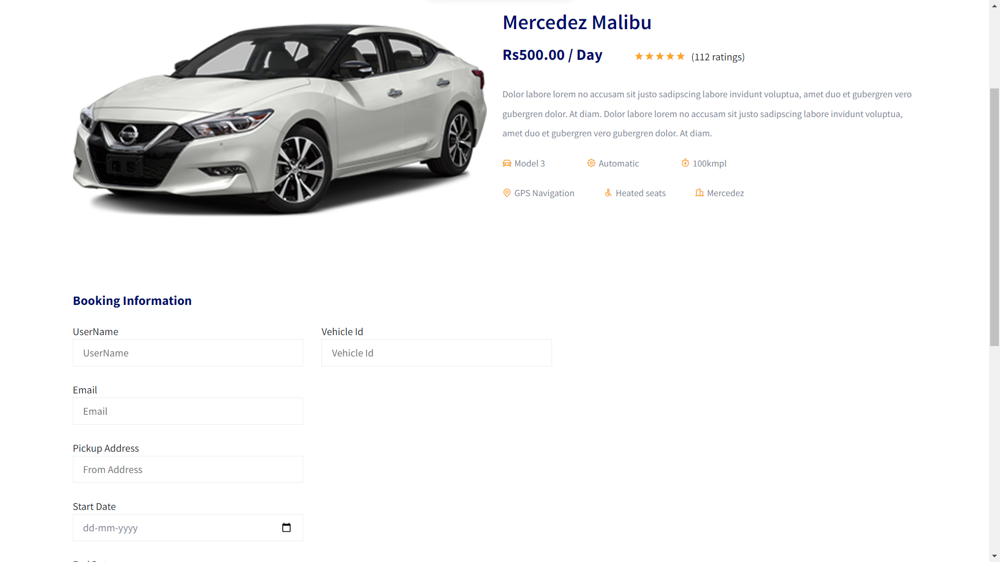 Mercedez Malibu
Rs500.00 / Day
(112 ratings)
Dolor labore lorem no accusam sit justo sadipscing labore invidunt voluptua, amet duo et gubergren vero
gubergren dolor. At diam. Dolor labore lorem no accusam sit justo sadipscing labore invidunt voluptua,
amet duo et gubergren vero gubergren dolor. At diam.
Model 3
Automatic
100kmpl
GPS Navigation
Heated seats
Mercedez
Booking Information
UserName
Vehicle Id
UserName
Vehicle Id
Email
Email
Pickup Address
From Address
Start Date
dd-mm-yyyy